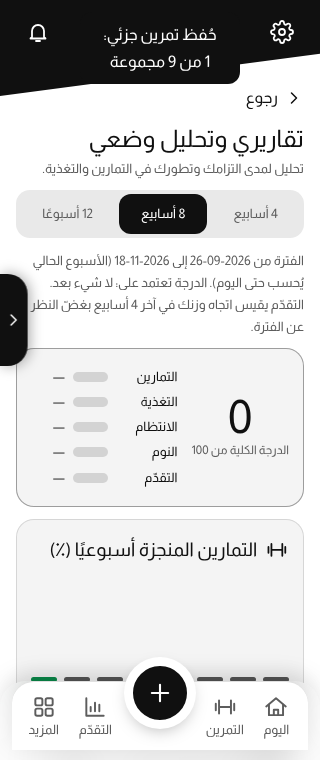 حُفظ تمرين جزئي:
1 من 9 مجموعة
رجوع
تقاريري وتحليل وضعي
تحليل لمدى التزامك وتطورك في التمارين والتغذية.
4 أسابيع
8 أسابيع
12 أسبوعًا
الفترة من 2026-09-26 إلى 2026-11-18 (الأسبوع الحالي
يُحسب حتى اليوم). الدرجة تعتمد على: لا شيء بعد.
التقدّم يقيس اتجاه وزنك في آخر 4 أسابيع بغضّ النظر
عن الفترة.
0
الدرجة الكلية من 100
التمارين —
التغذية —
الانتظام —
النوم —
التقدّم —
التمارين المنجزة أسبوعيًا (٪)
اليوم
التمرين
التقدّم
المزيد